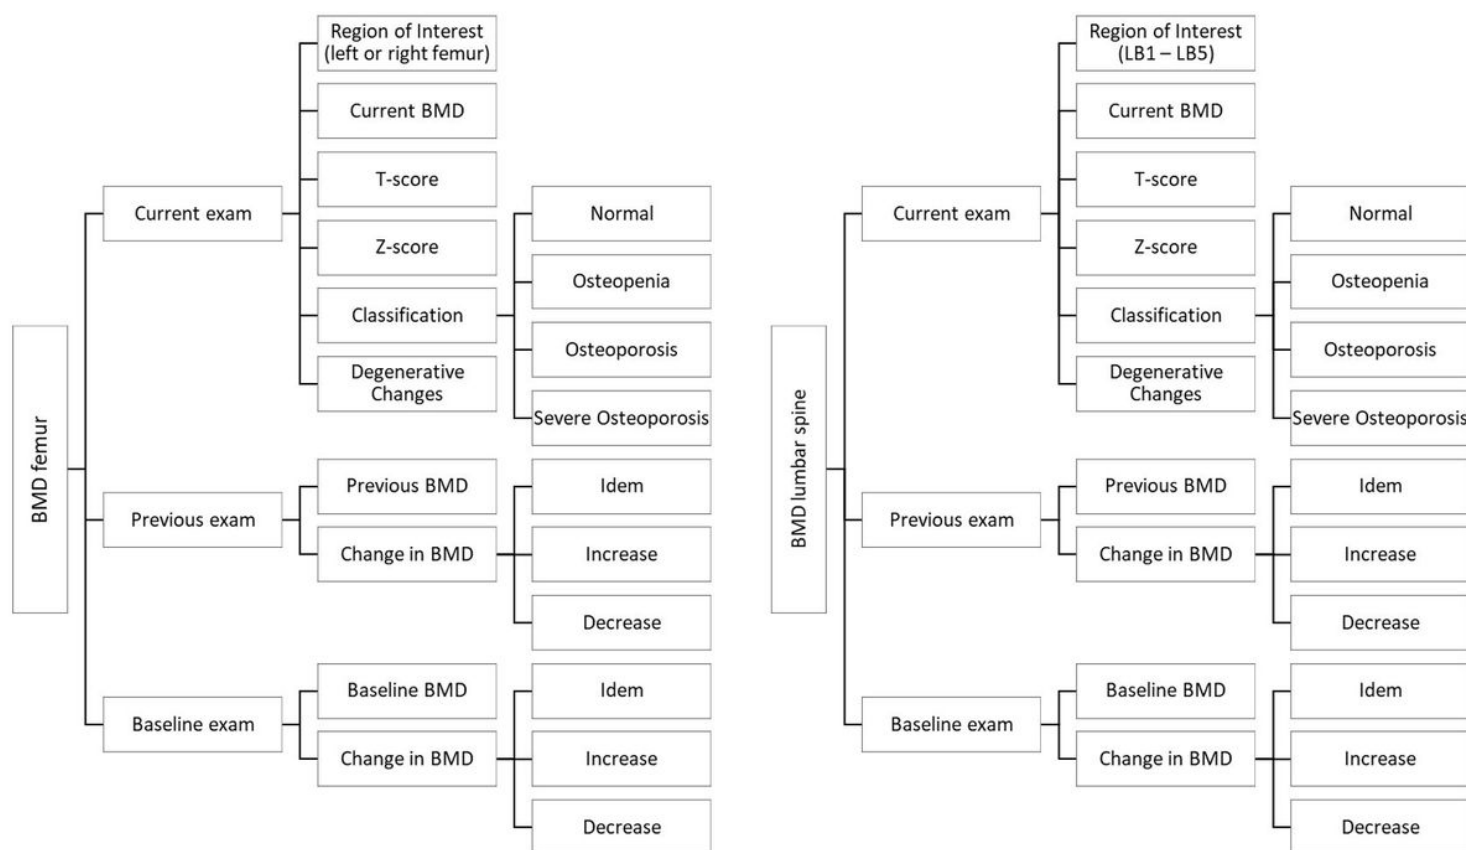 BMD femur
Current exam
Region of Interest
(left or right femur)
Current BMD
T-score
Z-score
Classification
Normal
Osteopenia
Osteoporosis
Severe Osteoporosis
Degenerative
Changes
Previous exam
Previous BMD
Change in BMD
Idem
Increase
Decrease
Baseline exam
Baseline BMD
Change in BMD
Idem
Increase
Decrease
BMD lumbar spine
Current exam
Region of Interest
(LB1 – LB5)
Current BMD
T-score
Z-score
Classification
Normal
Osteopenia
Osteoporosis
Severe Osteoporosis
Degenerative
Changes
Previous exam
Previous BMD
Change in BMD
Idem
Increase
Decrease
Baseline exam
Baseline BMD
Change in BMD
Idem
Increase
Decrease